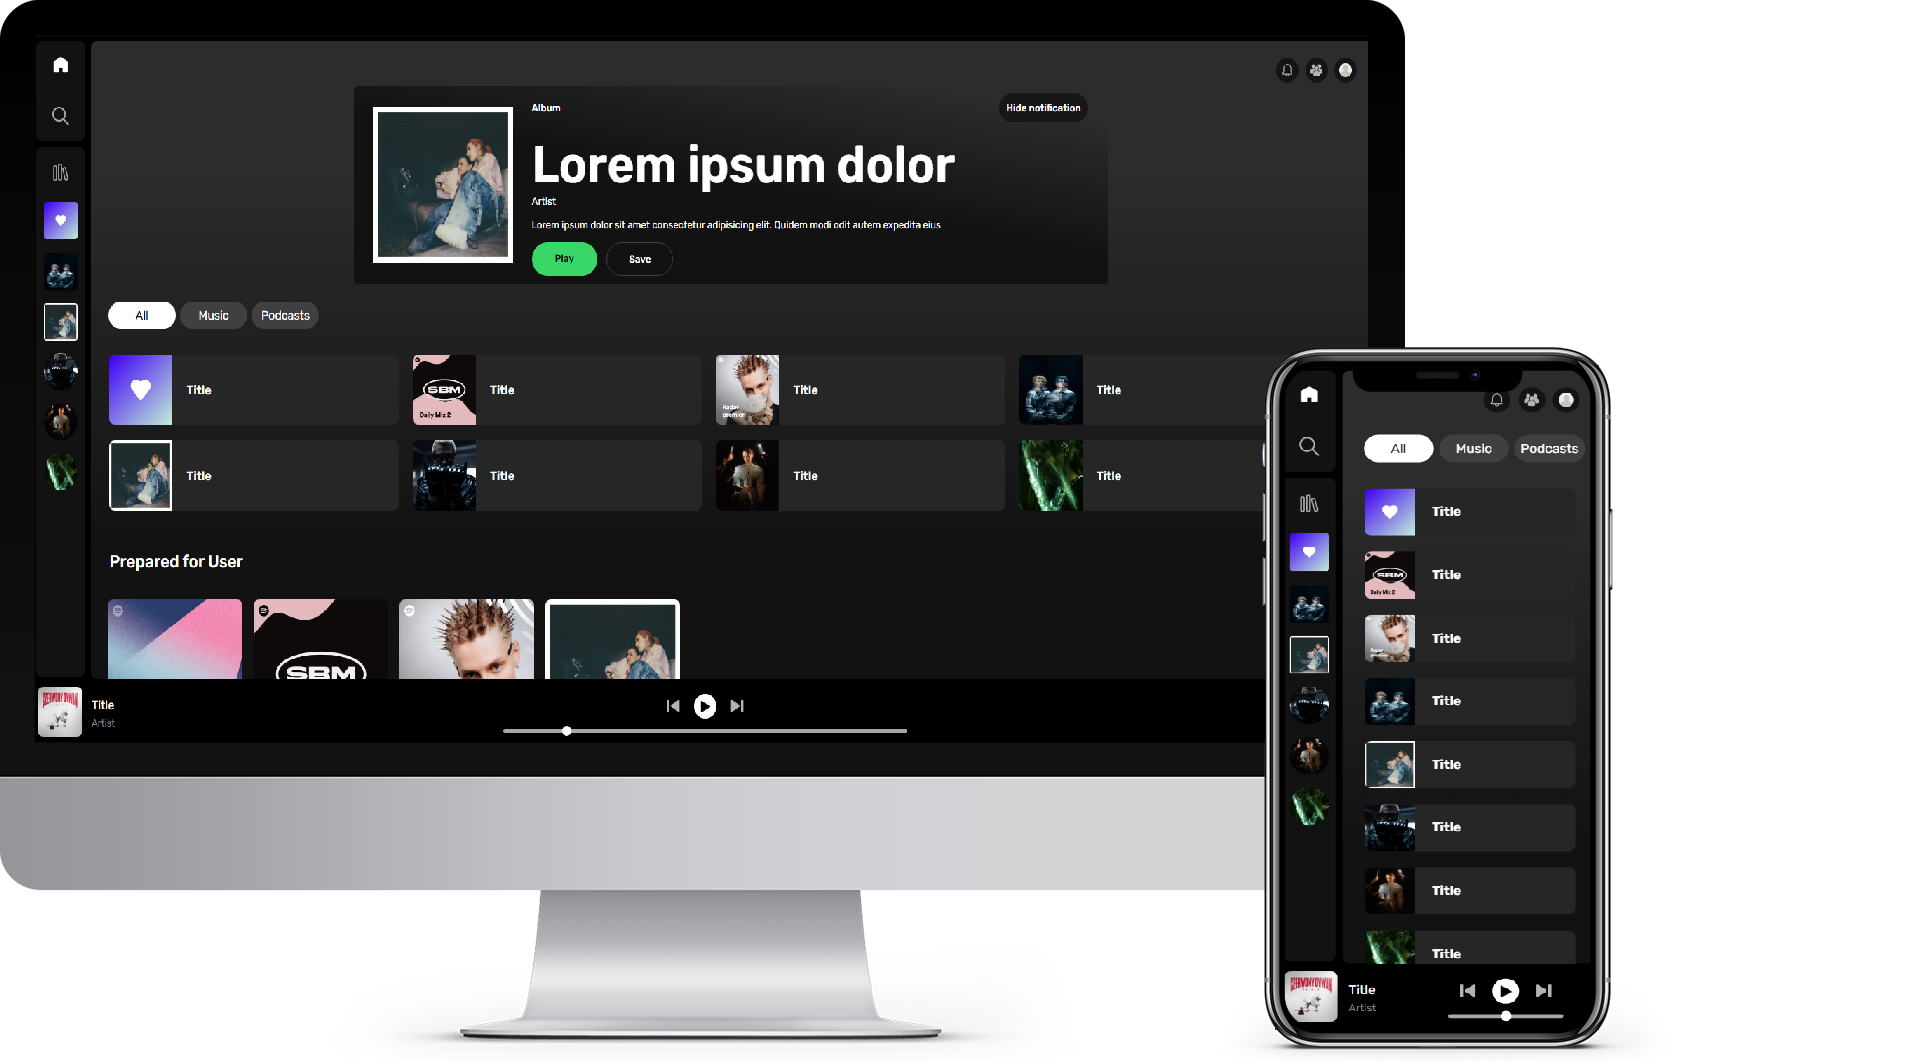 Album
Hide notification
Lorem ipsum dolor
Artist
Lorem ipsum dolor sit amet consectetur adipisicing elit. Quidem modi odit autem expedita eius
Play
Save
All
Music
Podcasts
Title
SBM
Daily Mix 2
Title
Radar
premier
Title
Title
Title
Title
Title
Title
Prepared for User
SBM
Title
Artist
All
Music
Podcasts
Title
SBM
Daily Mix 2
Title
Title
Title
Title
Title
Title
Title
Title
Artist